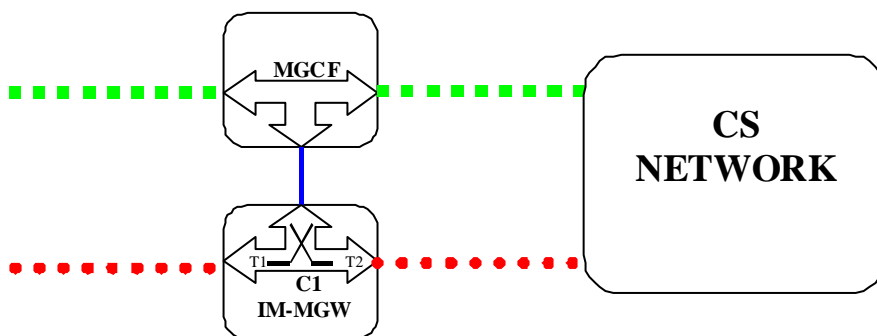 MGCF
CS
NETWORK
T1 T2
C1
IM-MGW